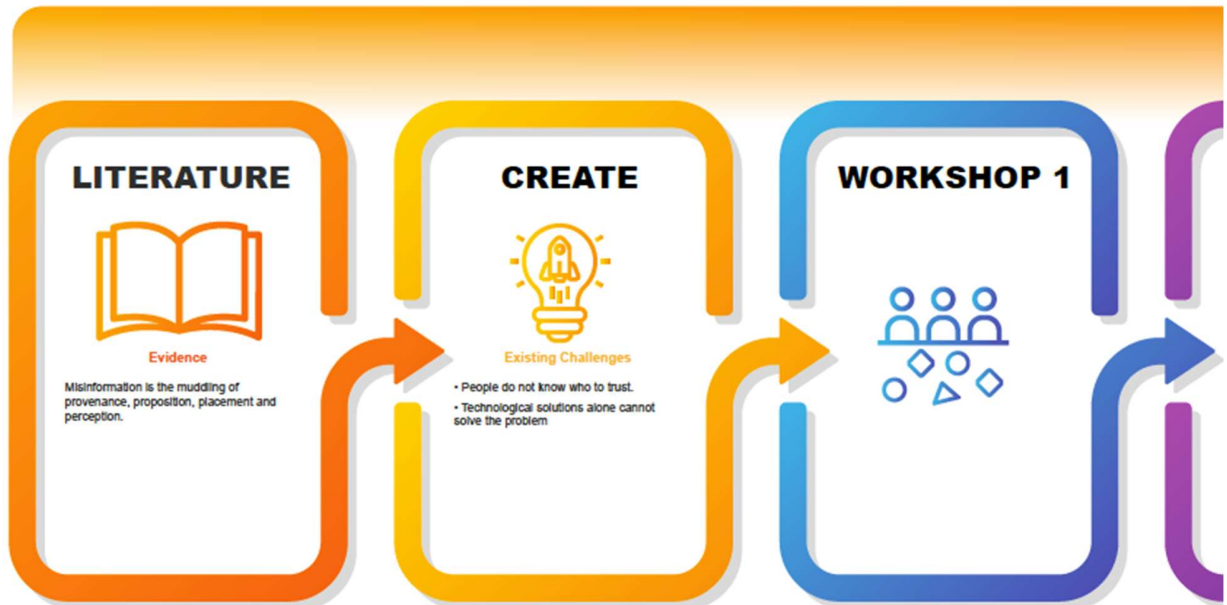 LITERATURE
Evidence
Misinformation is the muddling of
provenance, proposition, placement and
perception.
CREATE
Existing Challenges
• People do not know who to trust.
• Technological solutions alone cannot
solve the problem
WORKSHOP 1